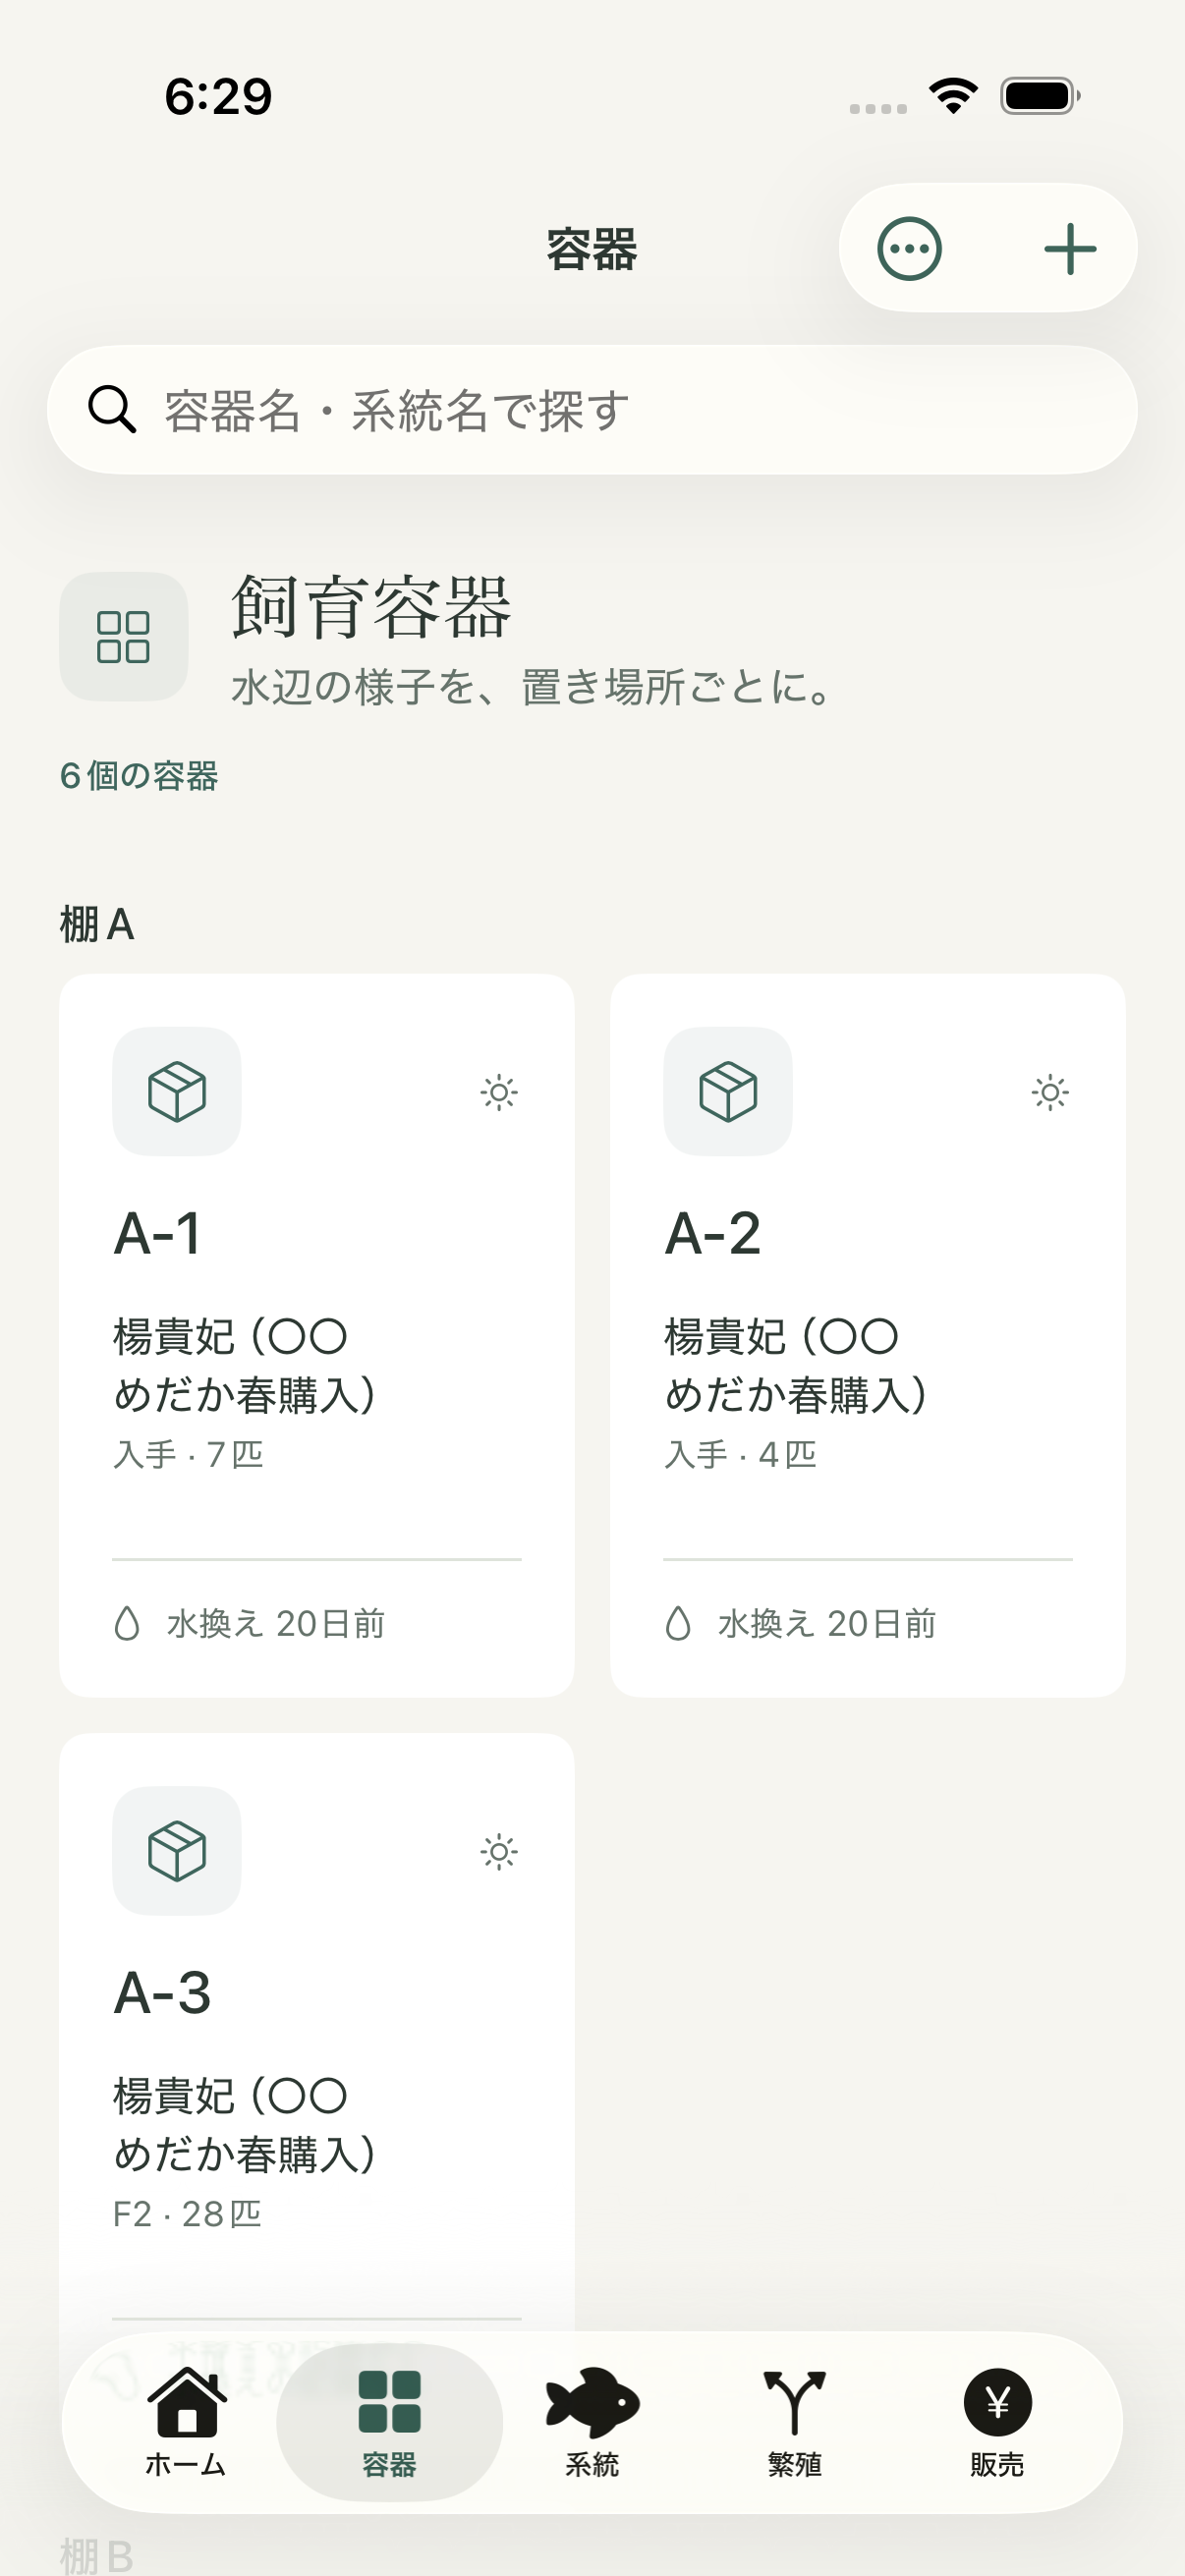 6:29
容器
容器名・系統名で探す
飼育容器
水辺の様子を、置き場所ごとに。
6個の容器
棚A
A-1
楊貴妃（〇〇
めだか春購入）
入手 · 7匹
水換え 20日前
A-2
楊貴妃（〇〇
めだか春購入）
入手 · 4匹
水換え 20日前
A-3
楊貴妃（〇〇
めだか春購入）
F2 · 28匹
ホーム
容器
系統
繁殖
¥
販売
棚B